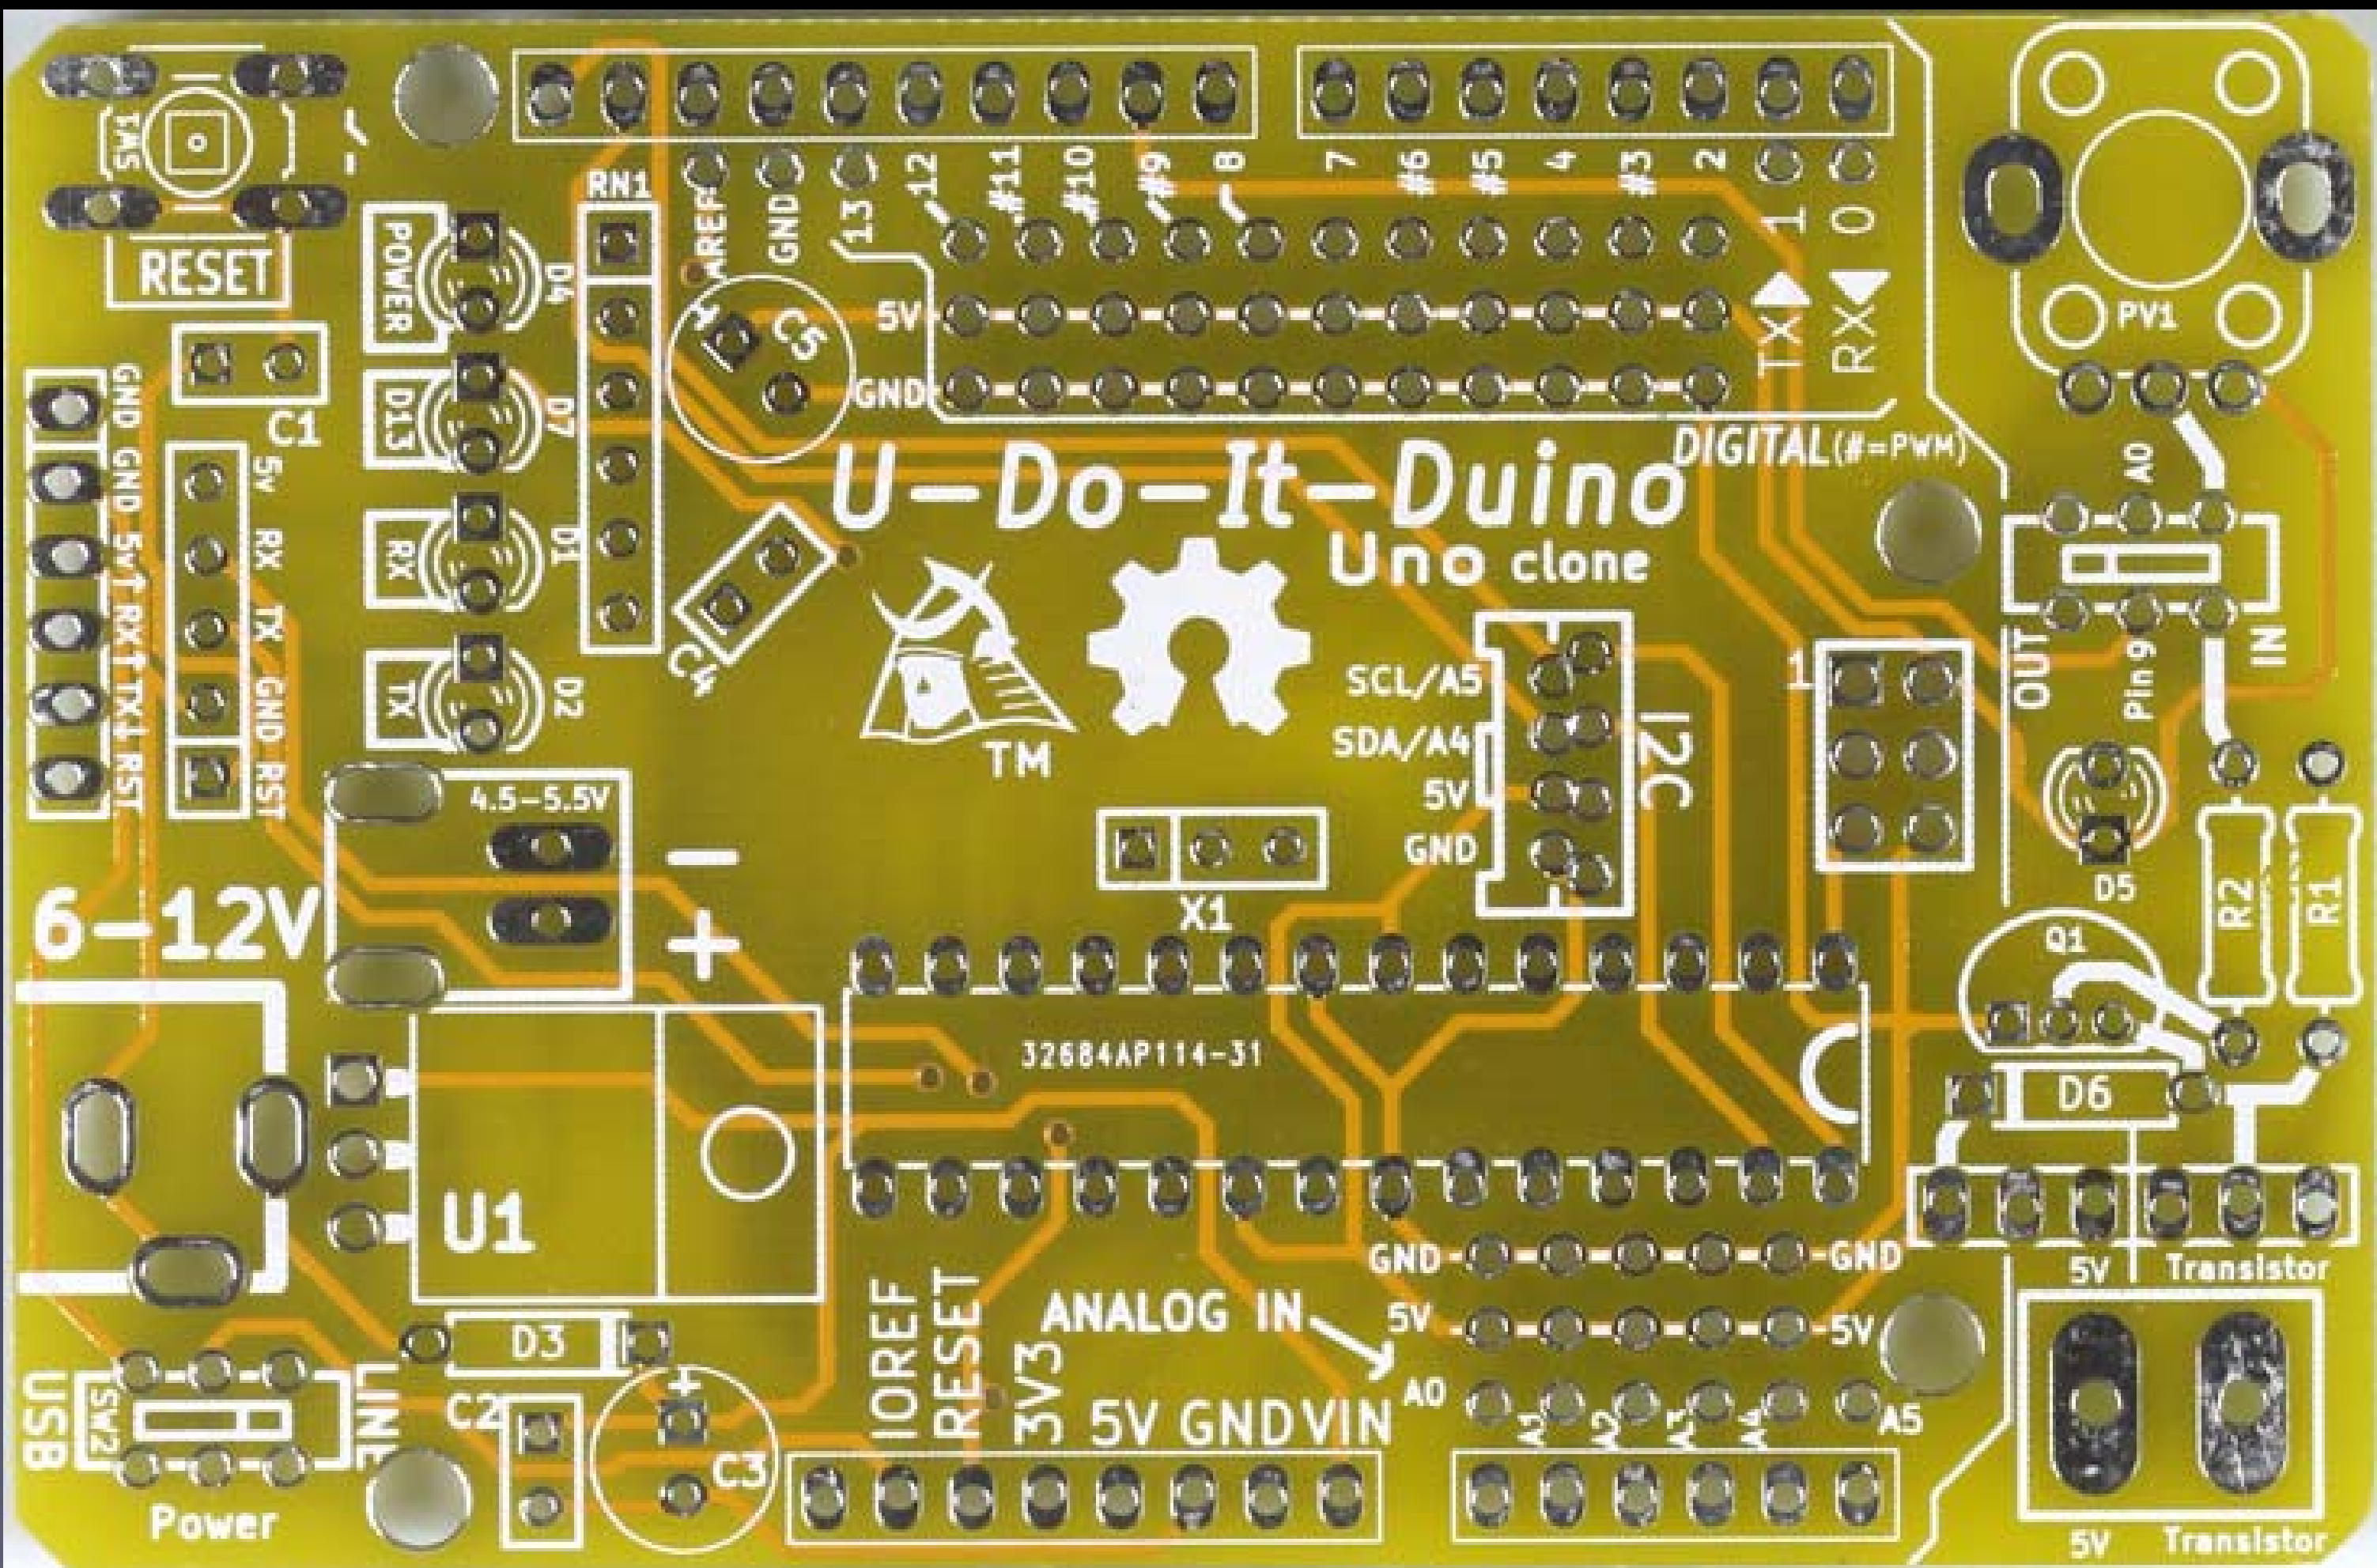 SW1
RESET
POWER
D4
D13
D7
RX
D1
TX
D2
RN1
AREF
GND
13
12
#11
#10
#9
8
7
#6
#5
4
#3
2
1
0
TX
RX
5V
GND
+
C5
DIGITAL(#=PWM)
PV1
C1
GND GND 5v RX TX RST
5v RX TX GND RST
U-Do-It-Duino
Uno clone
TM
C4
A0
OUT
Pin 9
IN
SCL/A5
SDA/A4
5V
GND
I2C
1
D5
R2
R1
4.5-5.5V
-
+
X1
6-12V
Q1
32684AP114-31
D6
U1
5V
Transistor
GND
GND
5V
5V
ANALOG IN
IOREF
RESET
3V3
5V GND VIN
A0
A1
A2
A3
A4
A5
D3
C2
+
C3
USB
SW2
LINE
Power
5V
Transistor